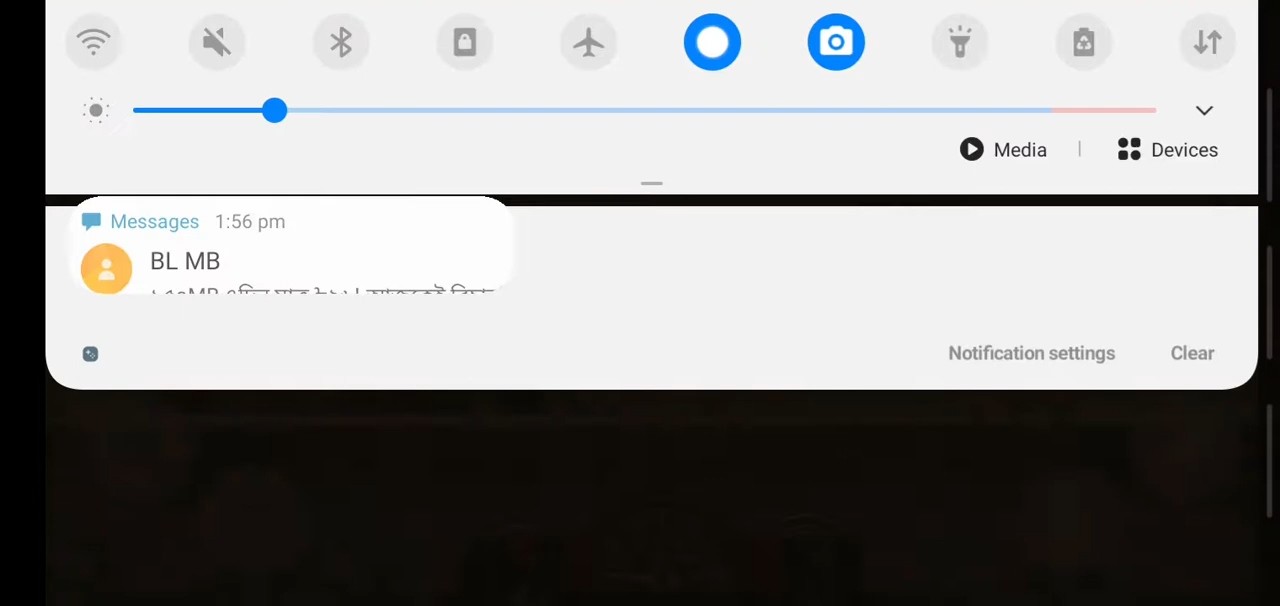 Media | Devices
Messages 1:56 pm
BL MB
Notification settings Clear